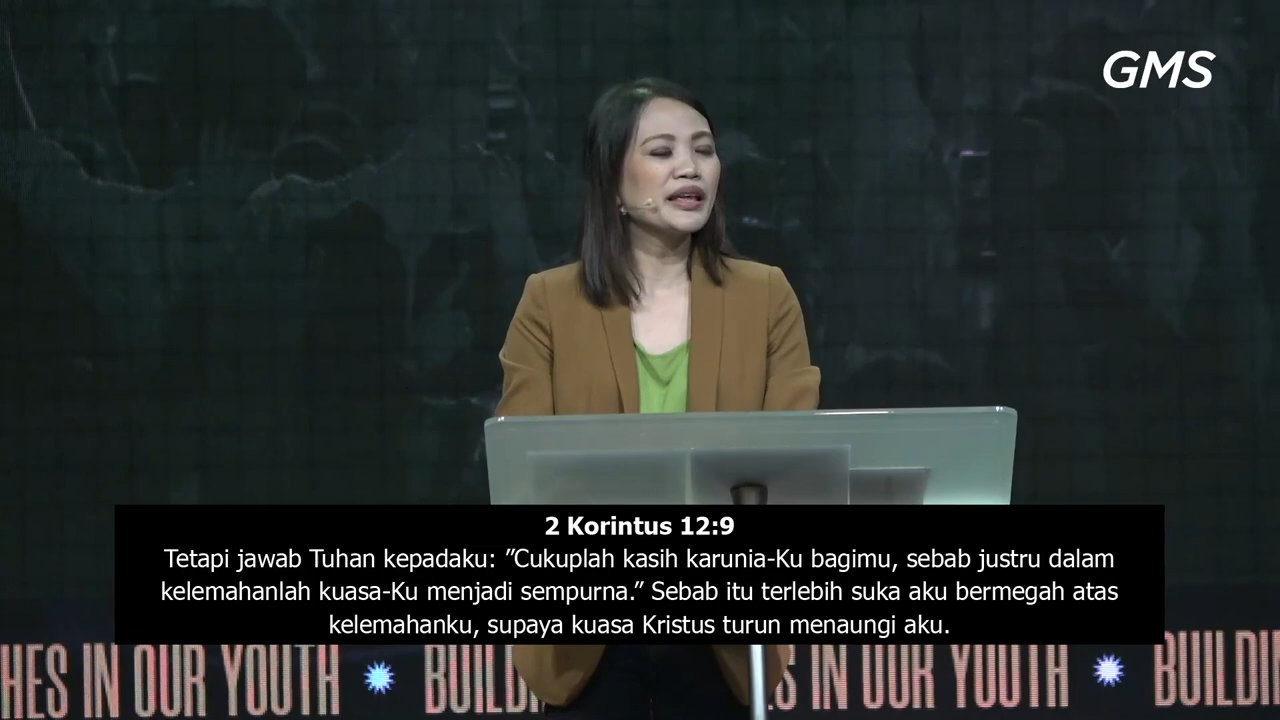 GMS
2 Korintus 12:9
Tetapi jawab Tuhan kepadaku: ”Cukuplah kasih karunia-Ku bagimu, sebab justru dalam
kelemahanlah kuasa-Ku menjadi sempurna.” Sebab itu terlebih suka aku bermegah atas
kelemahanku, supaya kuasa Kristus turun menaungi aku.
HES IN OUR YOUTH BUILDI S IN OUR YOUTH BUILDI